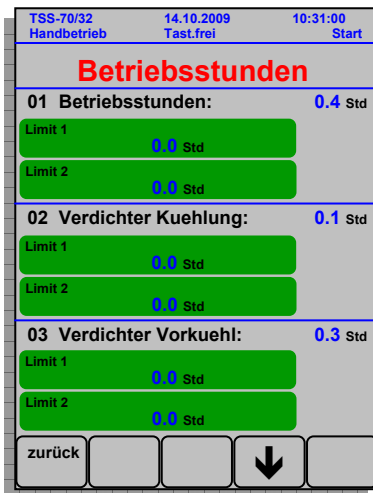 TSS-70/32 14.10.2009 10:31:00
Handbetrieb Tast.frei Start
Betriebsstunden
01 Betriebsstunden: 0.4 Std
Limit 1
0.0 Std
Limit 2
0.0 Std
02 Verdichter Kuehlung: 0.1 Std
Limit 1
0.0 Std
Limit 2
0.0 Std
03 Verdichter Vorkuehl: 0.3 Std
Limit 1
0.0 Std
Limit 2
0.0 Std
zurück